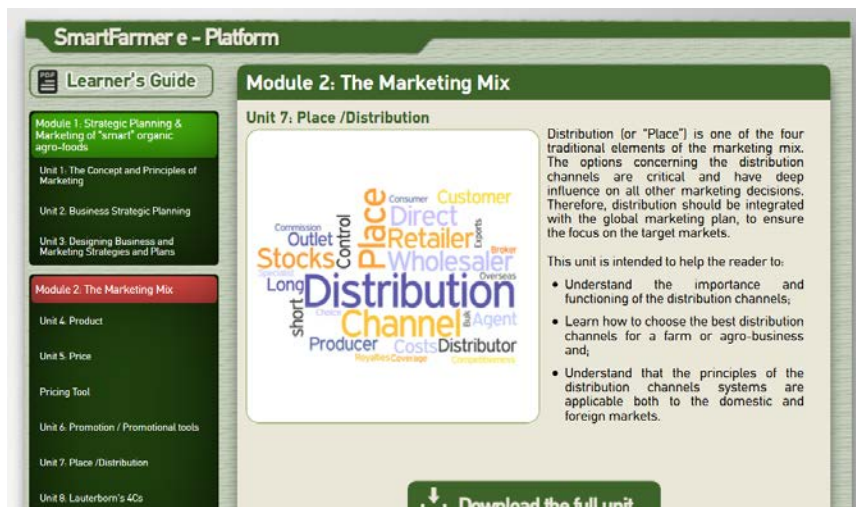 SmartFarmer e - Platform
PDF
Learner's Guide
Module 1: Strategic Planning &
Marketing of "smart" organic
agro-foods
Unit 1: The Concept and Principles of
Marketing
Unit 2: Business Strategic Planning
Unit 3: Designing Business and
Marketing Strategies and Plans
Module 2: The Marketing Mix
Unit 4: Product
Unit 5: Price
Pricing Tool
Unit 6: Promotion / Promotional tools
Unit 7: Place /Distribution
Unit 8: Lauterborn's 4Cs
Module 2: The Marketing Mix
Unit 7: Place /Distribution
Consumer
Customer
Place
Direct
Commission
Outlet
Control
Retailer
Exports
Broker
Stocks
Wholesaler
Specialist
Overseas
Long
Distribution
short
Choice
Channel
Bulk
Agent
Producer
Costs
Distributor
Royalties
Coverage
Competitiveness
Distribution (or "Place") is one of the four
traditional elements of the marketing mix.
The options concerning the distribution
channels are critical and have deep
influence on all other marketing decisions.
Therefore, distribution should be integrated
with the global marketing plan, to ensure
the focus on the target markets.
This unit is intended to help the reader to:
• Understand the importance and
functioning of the distribution channels;
• Learn how to choose the best distribution
channels for a farm or agro-business
and;
• Understand that the principles of the
distribution channels systems are
applicable both to the domestic and
foreign markets.
Download the full unit